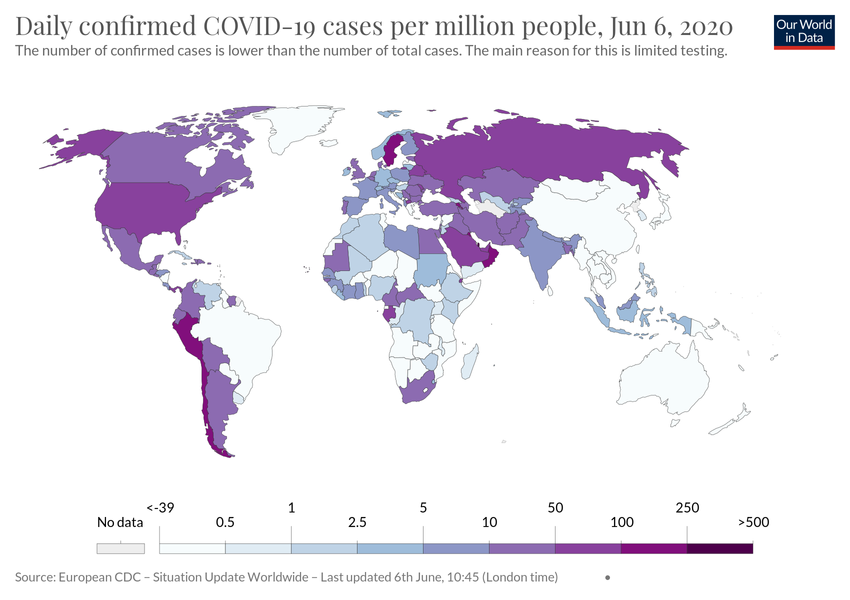 Daily confirmed COVID-19 cases per million people, Jun 6, 2020
The number of confirmed cases is lower than the number of total cases. The main reason for this is limited testing.
Our World
in Data
<-39 1 5 50 250
No data 0.5 2.5 10 100 >500
Source: European CDC – Situation Update Worldwide – Last updated 6th June, 10:45 (London time) •